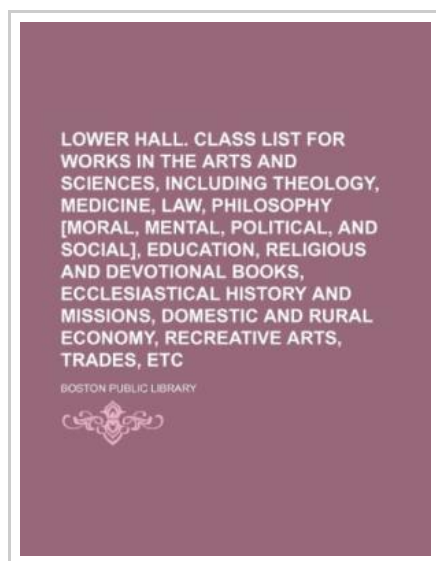 LOWER HALL. CLASS LIST FOR
WORKS IN THE ARTS AND
SCIENCES, INCLUDING THEOLOGY,
MEDICINE, LAW, PHILOSOPHY
[MORAL, MENTAL, POLITICAL, AND
SOCIAL], EDUCATION, RELIGIOUS
AND DEVOTIONAL BOOKS,
ECCLESIASTICAL HISTORY AND
MISSIONS, DOMESTIC AND RURAL
ECONOMY, RECREATIVE ARTS,
TRADES, ETC
BOSTON PUBLIC LIBRARY